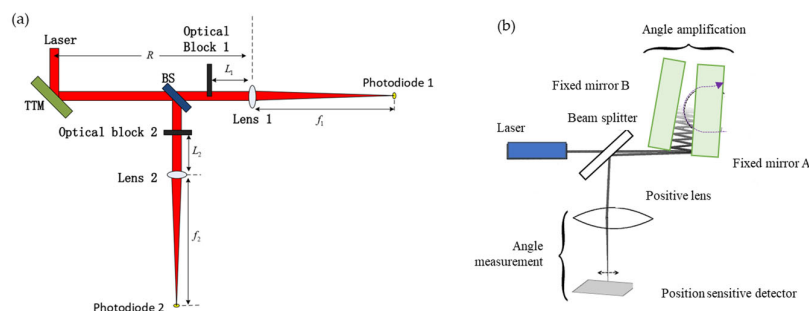 (a)
Laser
R
Optical
Block 1
L₁
BS
Photodiode 1
TTM
Lens 1
f₁
Optical block 2
L₂
Lens 2
f₂
Photodiode 2
(b)
Angle amplification
Fixed mirror B
Beam splitter
Laser
Fixed mirror A
Positive lens
Angle
measurement
Position sensitive detector